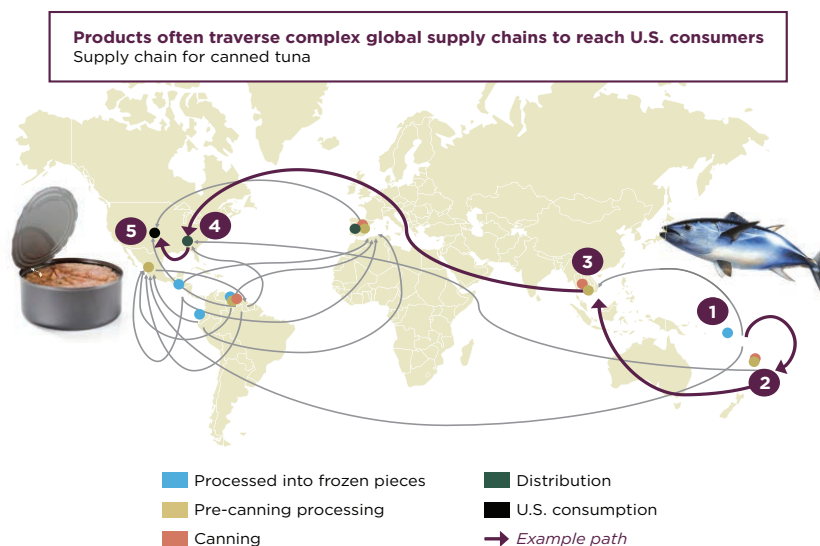 Products often traverse complex global supply chains to reach U.S. consumers
Supply chain for canned tuna
5
4
3
1
2
Processed into frozen pieces
Pre-canning processing
Canning
Distribution
U.S. consumption
Example path